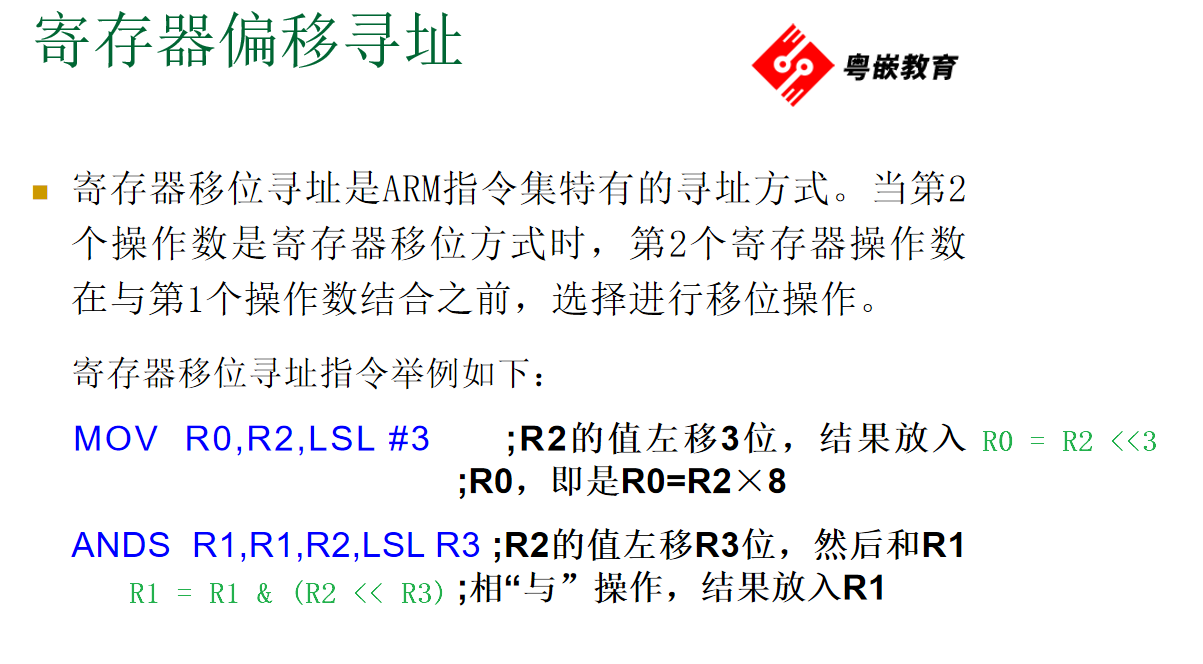 寄存器偏移寻址
粤嵌教育
寄存器移位寻址是ARM指令集特有的寻址方式。当第2
个操作数是寄存器移位方式时，第2个寄存器操作数
在与第1个操作数结合之前，选择进行移位操作。
寄存器移位寻址指令举例如下：
MOV R0,R2,LSL #3 ;R2的值左移3位，结果放入 R0 = R2 <<3
;R0，即是R0=R2×8
ANDS R1,R1,R2,LSL R3 ;R2的值左移R3位，然后和R1
R1 = R1 & (R2 << R3) ;相“与”操作，结果放入R1